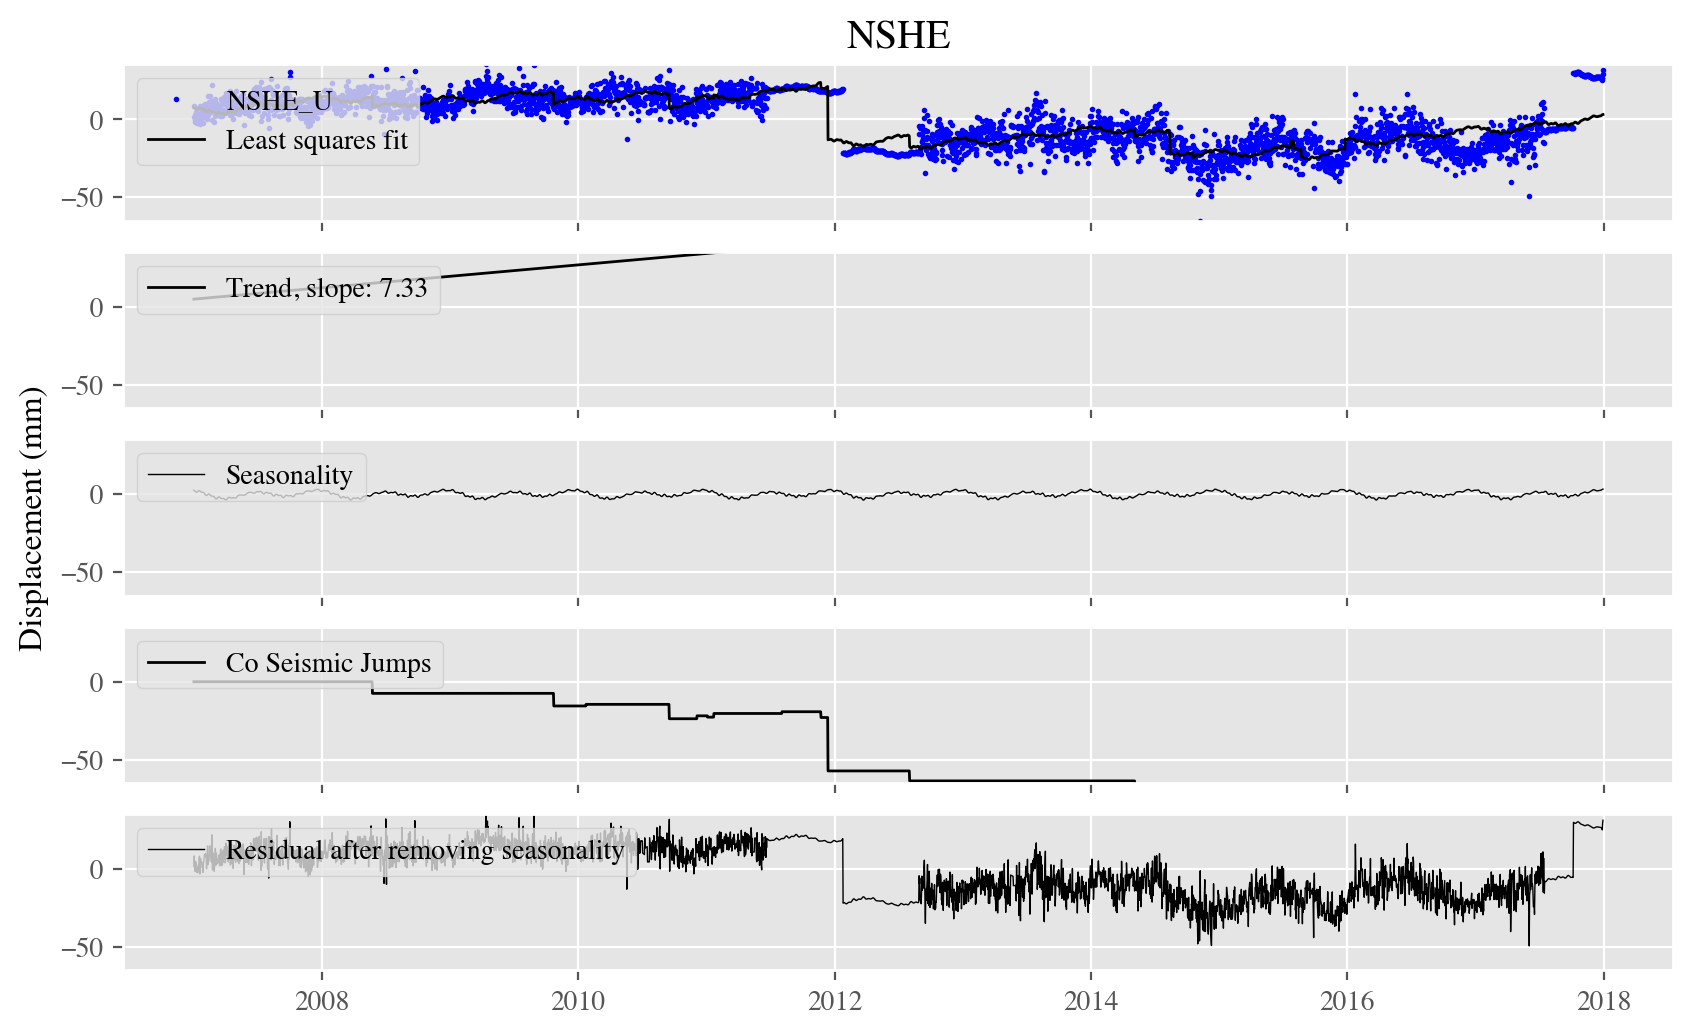 NSHE
Displacement (mm)
0
−50
NSHE_U
Least squares fit
0
−50
Trend, slope: 7.33
0
−50
Seasonality
0
−50
Co Seismic Jumps
0
−50
Residual after removing seasonality
2008 2010 2012 2014 2016 2018